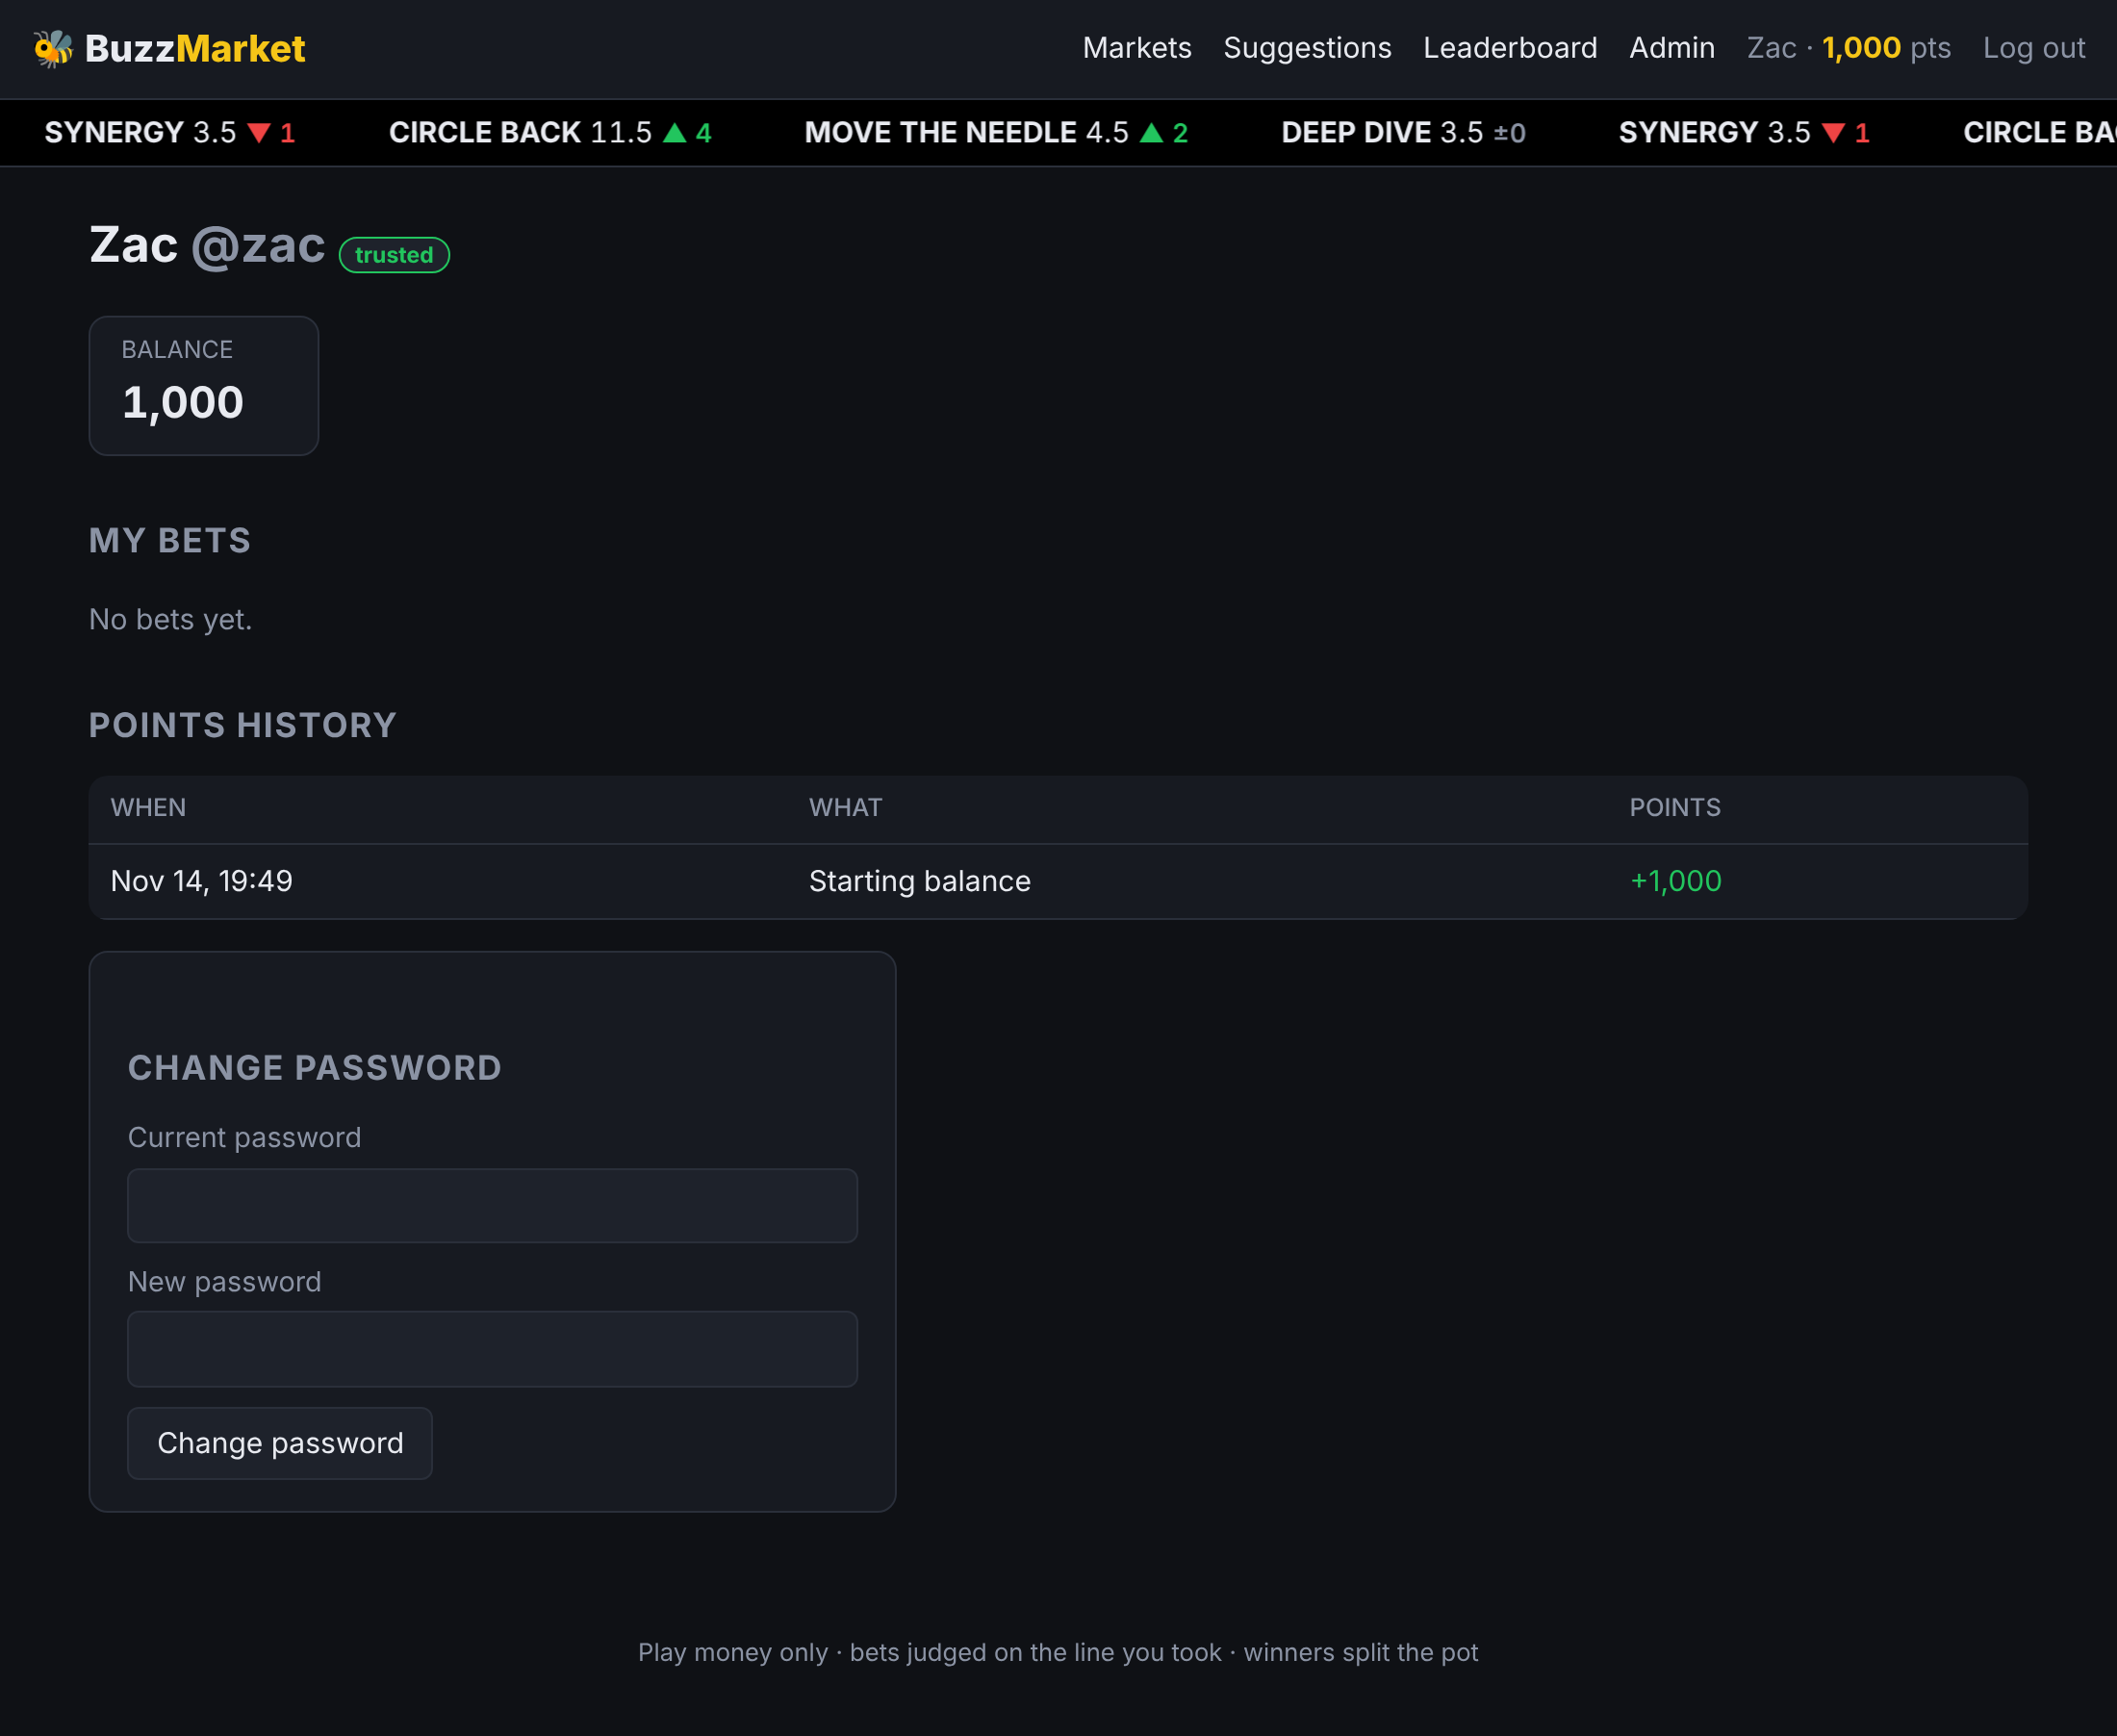 🐝 BuzzMarket Markets Suggestions Leaderboard Admin Zac · 1,000 pts Log out
SYNERGY 3.5 ▼ 1 CIRCLE BACK 11.5 ▲ 4 MOVE THE NEEDLE 4.5 ▲ 2 DEEP DIVE 3.5 ±0 SYNERGY 3.5 ▼ 1 CIRCLE
Zac @zac trusted
BALANCE
1,000
MY BETS
No bets yet.
POINTS HISTORY
WHEN WHAT POINTS
Nov 14, 19:49 Starting balance +1,000
CHANGE PASSWORD
Current password
New password
Change password
Play money only · bets judged on the line you took · winners split the pot